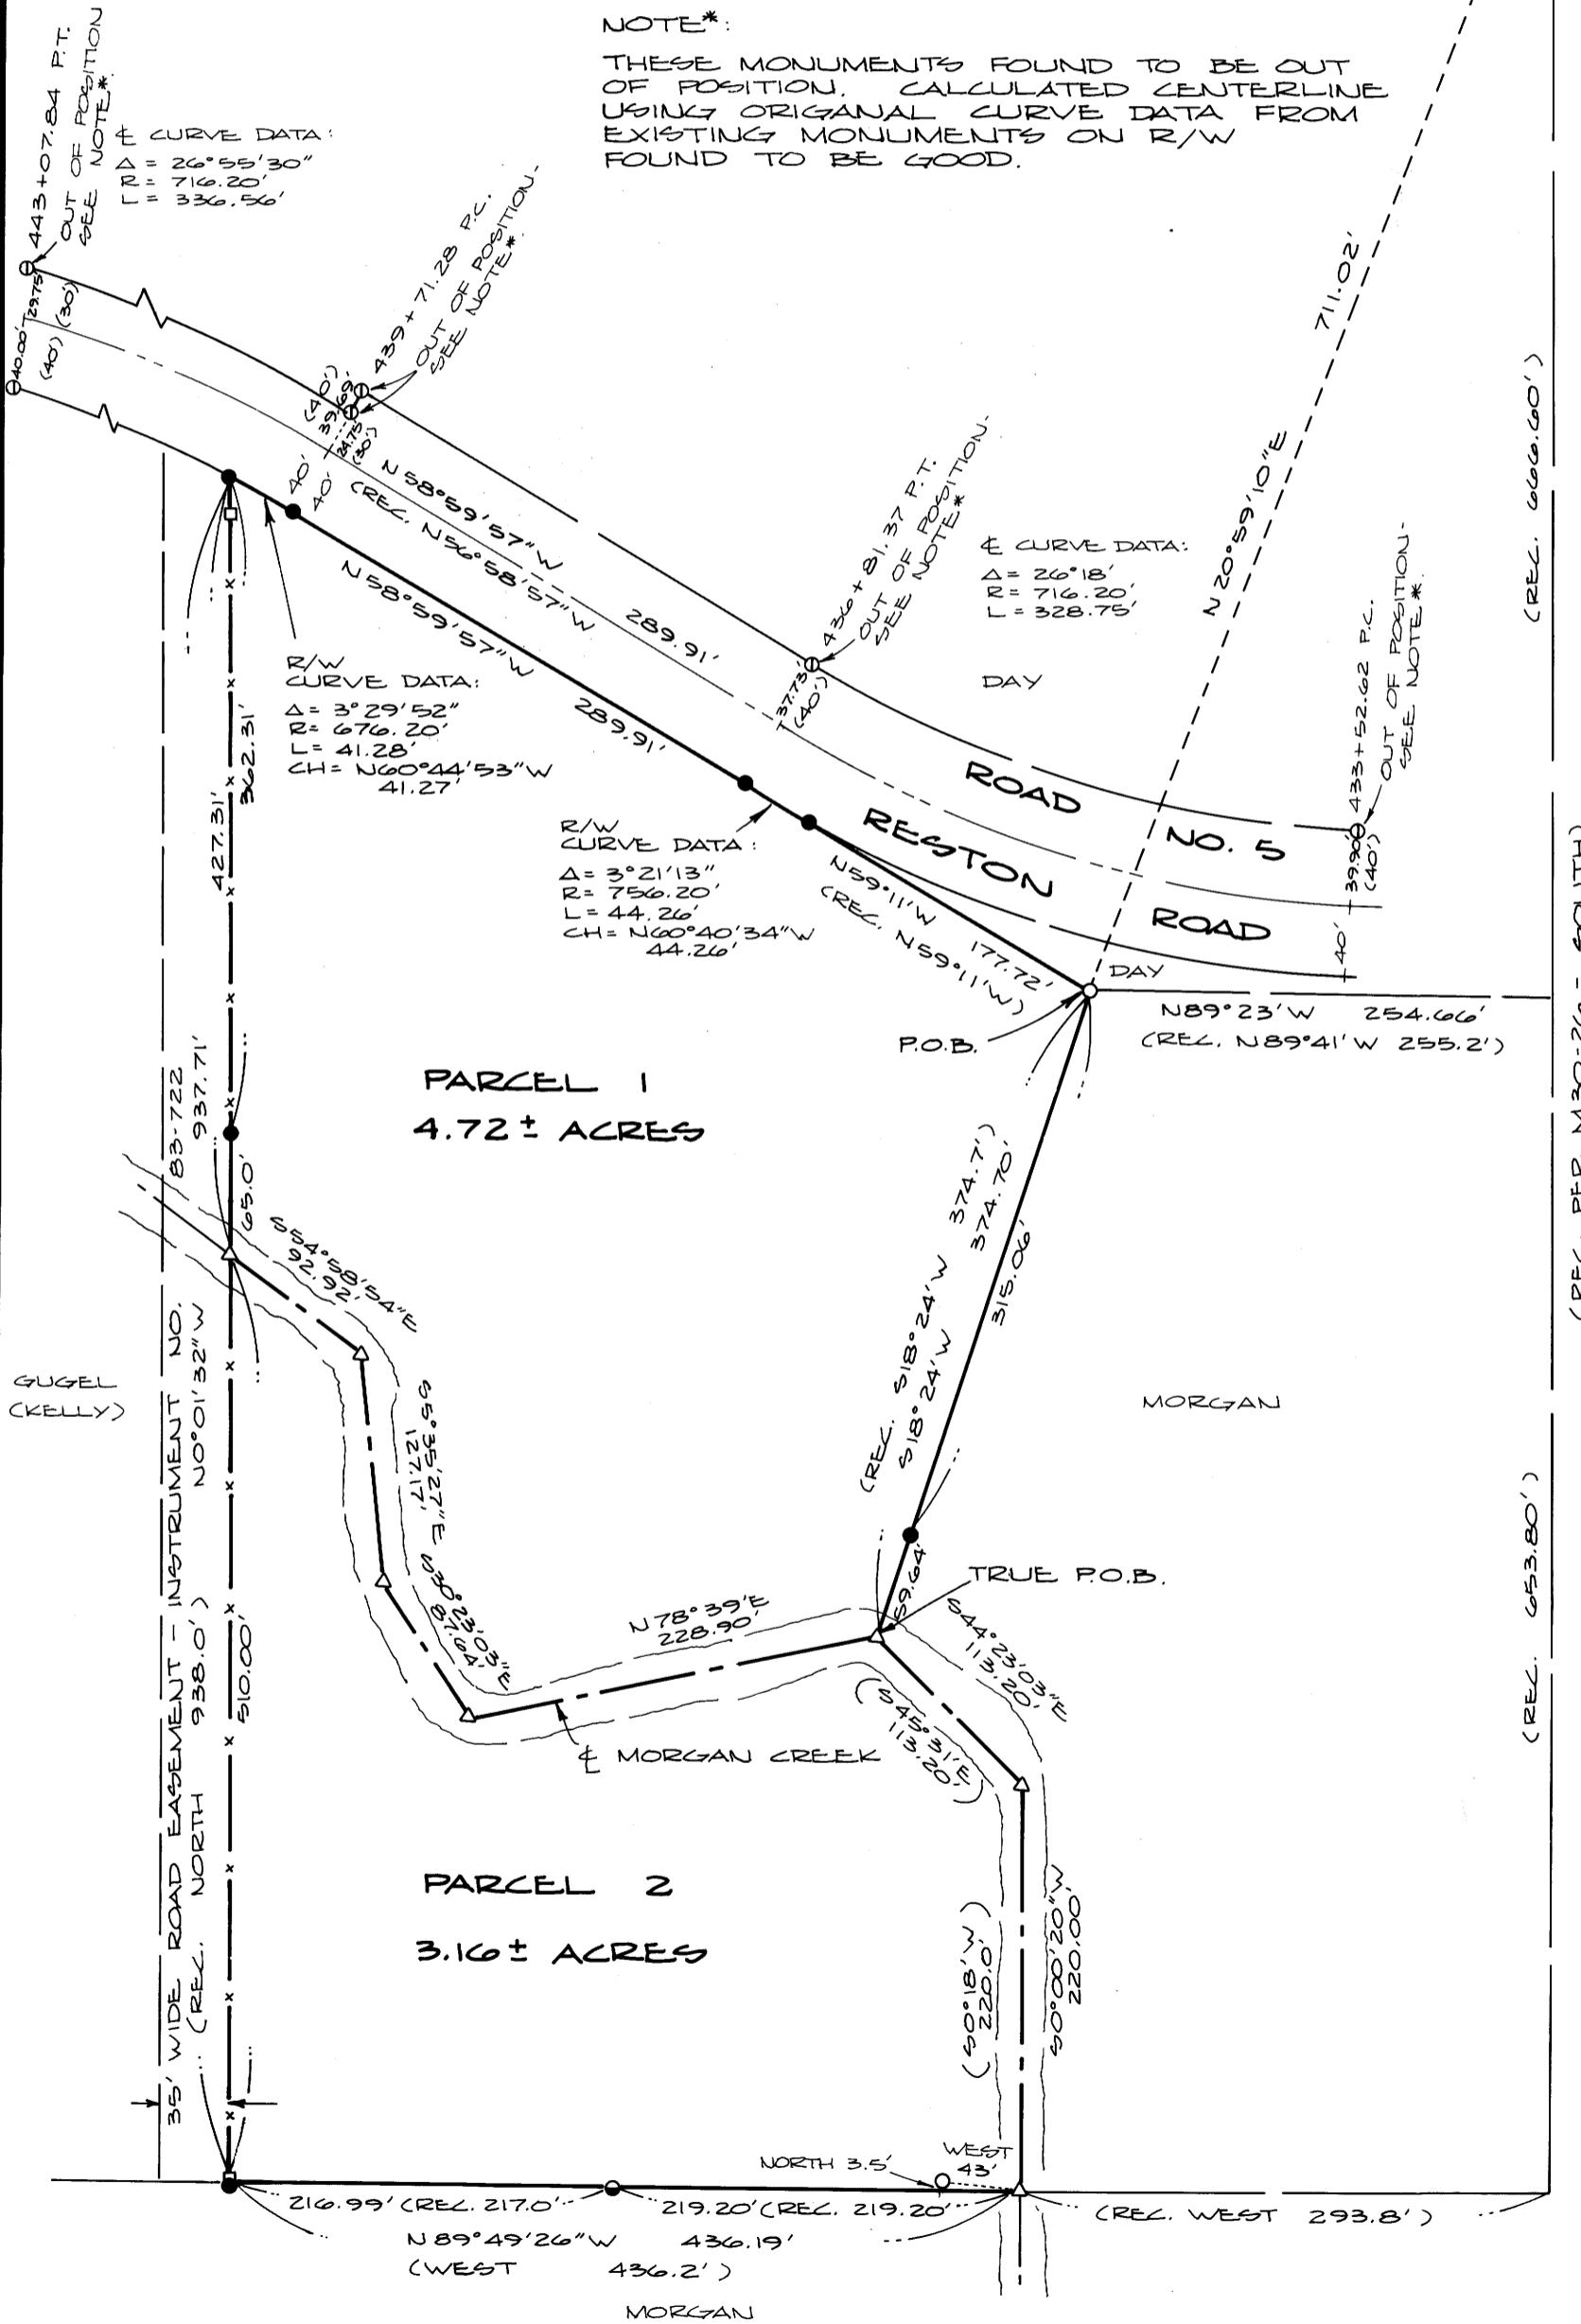 NOTE*:
THESE MONUMENTS FOUND TO BE OUT
OF POSITION. CALCULATED CENTERLINE
USING ORIGANAL CURVE DATA FROM
EXISTING MONUMENTS ON R/W
FOUND TO BE GOOD.
443+07.84 P.T.
OUT OF POSITION
SEE NOTE*.
℄ CURVE DATA:
Δ = 26°55'30"
R = 716.20'
L = 336.56'
439+71.28 P.C.
OUT OF POSITION-
SEE NOTE*.
29.75'
(30')
40.00'
(40')
(40')
39.69'
24.75'
(30')
40'
40'
N 58°59'57"W
(REC. N56°58'57"W
289.91'
N58°59'57"W
289.91'
436+81.37 P.T.
OUT OF POSITION-
SEE NOTE*
37.73'
(40')
℄ CURVE DATA:
Δ = 26°18'
R = 716.20'
L = 328.75'
711.02'
N 20°59'10"E
433+52.62 P.C.
OUT OF POSITION-
SEE NOTE*.
39.90'
(40')
40'
(REC. 666.60')
DAY
ROAD NO. 5
RESTON ROAD
R/W
CURVE DATA:
Δ = 3°29'52"
R = 676.20'
L = 41.28'
CH = N60°44'53"W
41.27'
R/W
CURVE DATA:
Δ = 3°21'13"
R = 756.20'
L = 44.26'
CH = N60°40'34"W
44.26'
N59°11'W 177.72'
(REC. N59°11'W)
DAY
P.O.B.
N89°23'W 254.66'
(REC. N89°41'W 255.2')
362.31'
427.31'
65.0'
PARCEL 1
4.72 ± ACRES
(REC. S18°24'W 374.7')
S18°24'W 374.70'
315.06'
59.64'
S54°58'54"E
92.92'
S5°35'27"E
127.17'
S30°23'03"E
87.64'
N78°39'E
228.90'
℄ MORGAN CREEK
TRUE P.O.B.
S44°23'03"E
113.20'
(S45°31'E
113.20')
GUGEL
(KELLY)
MORGAN
35' WIDE ROAD EASEMENT - INSTRUMENT NO. 83-722
N0°01'32"W 937.71'
(REC. NORTH 938.0')
510.00'
(REC. 653.80')
PARCEL 2
3.16 ± ACRES
(S0°18'W)
220.0'
S0°00'20"W
220.00'
NORTH 3.5'
WEST
43'
216.99' (REC. 217.0')
219.20' (REC. 219.20')
(REC. WEST 293.8')
N 89°49'26"W 436.19'
(WEST 436.2')
MORGAN